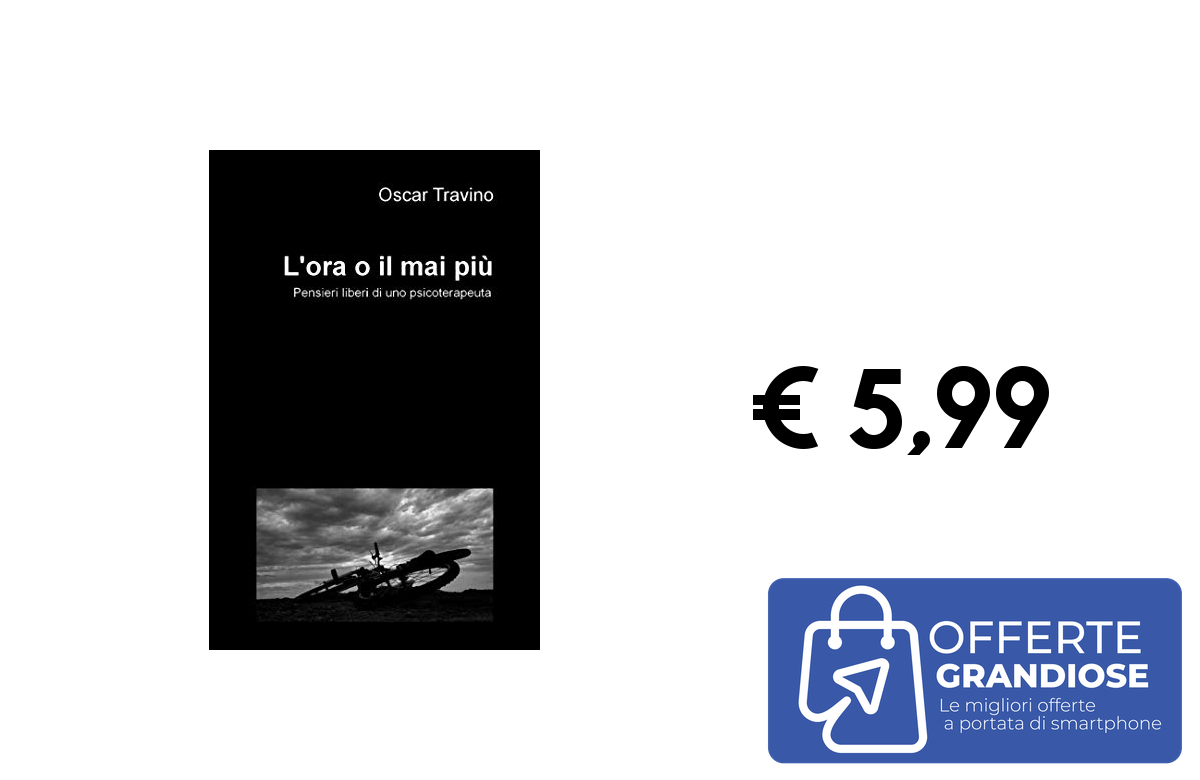 Oscar Travino
L'ora o il mai più
Pensieri liberi di uno psicoterapeuta
€ 5,99
OFFERTE
GRANDIOSE
Le migliori offerte
a portata di smartphone